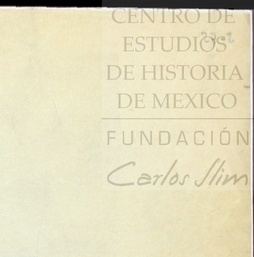 CENTRO DE
ESTUDIOS
DE HISTORIA
DE MEXICO
FUNDACIÓN
Carlos Slim